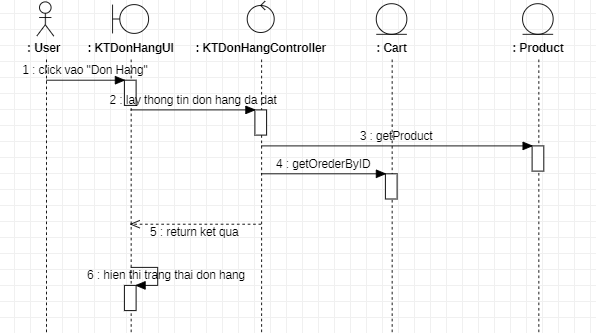 : User
: KTDonHangUI
: KTDonHangController
: Cart
: Product
1 : click vao "Don Hang"
2 : lay thong tin don hang da dat
3 : getProduct
4 : getOrederByID
5 : return ket qua
6 : hien thi trang thai don hang